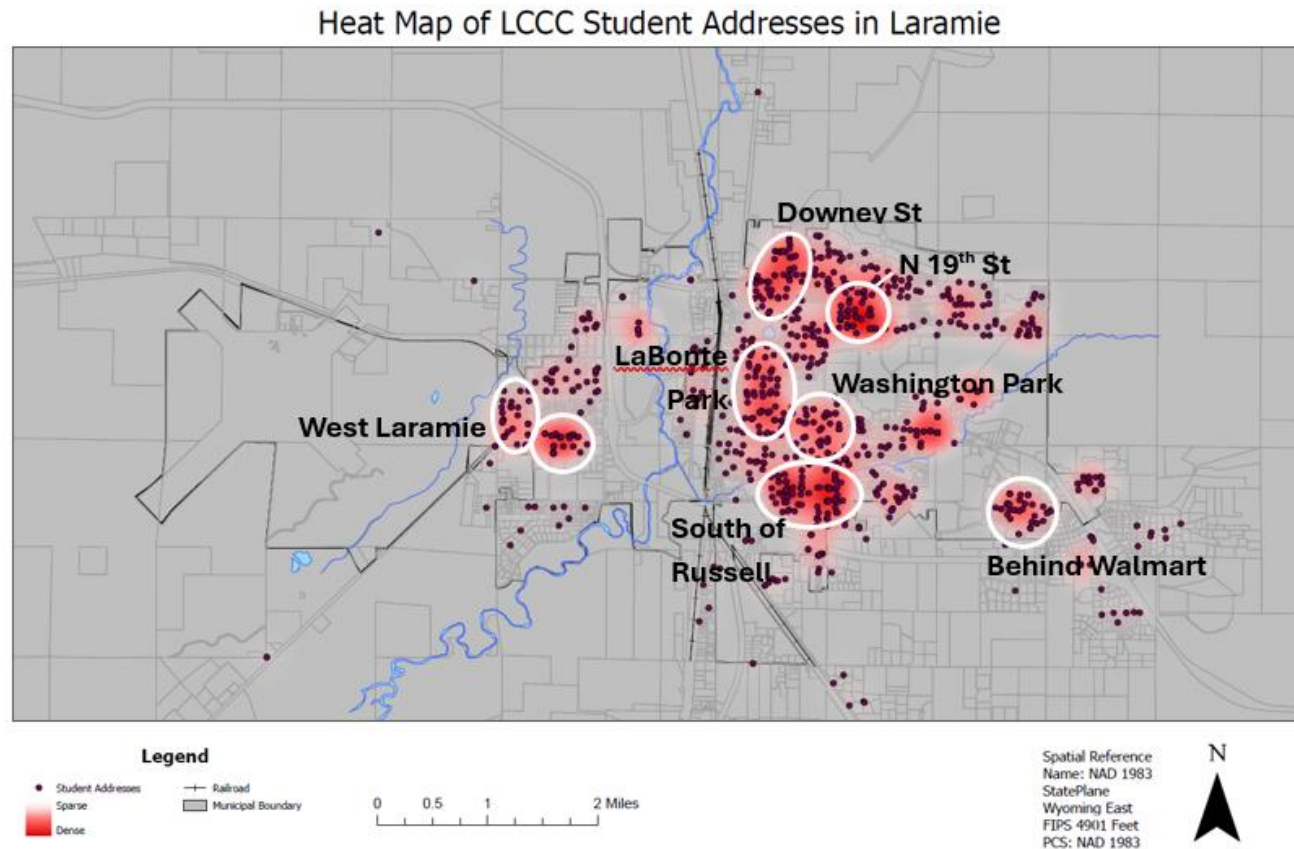 Heat Map of LCCC Student Addresses in Laramie
Downey St
N 19th St
LaBonte
Park
Washington Park
West Laramie
South of
Russell
Behind Walmart
Legend
Student Addresses
Sparse
Dense
Railroad
Municipal Boundary
0 0.5 1 2 Miles
Spatial Reference
Name: NAD 1983
StatePlane
Wyoming East
FIPS 4901 Feet
PCS: NAD 1983
N